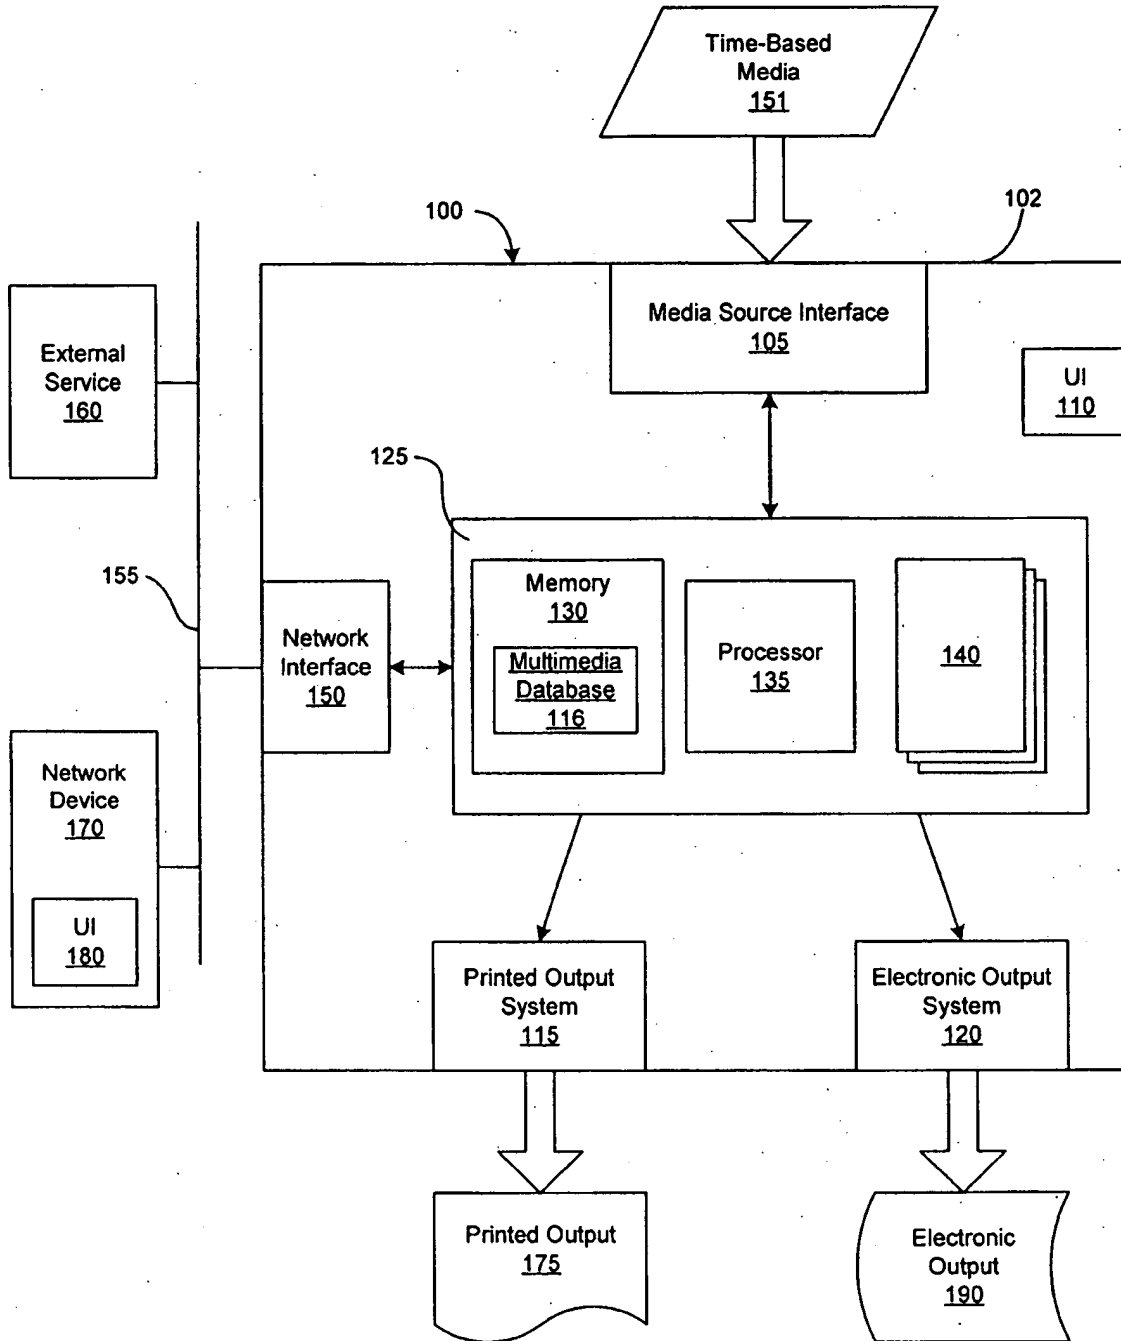 Time-Based
Media
151
100
102
Media Source Interface
105
External
Service
160
UI
110
125
155
Memory
130
Multimedia
Database
116
Processor
135
140
Network
Interface
150
Network
Device
170
UI
180
Printed Output
System
115
Electronic Output
System
120
Printed Output
175
Electronic
Output
190